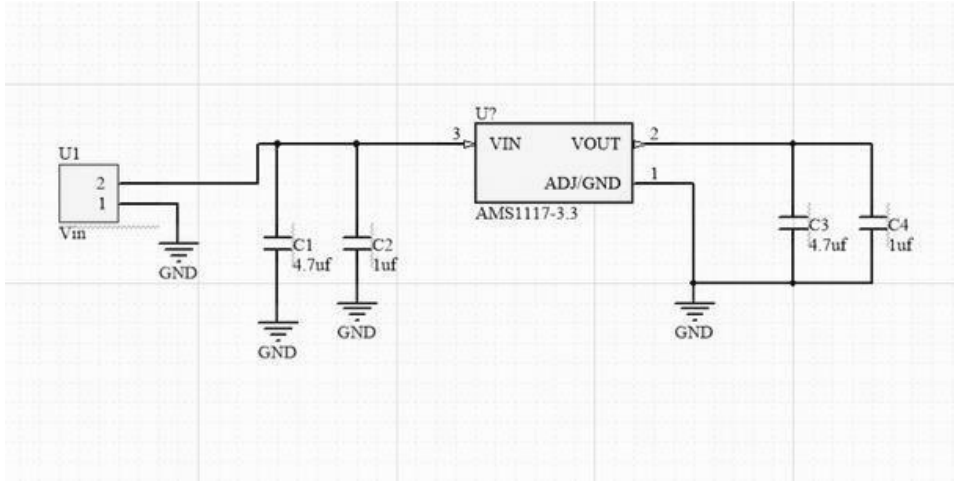 U1
2
1
Vin
GND
C1
4.7uf
GND
C2
1uf
GND
U?
3
VIN
VOUT
2
ADJ/GND
1
AMS1117-3.3
GND
C3
4.7uf
C4
1uf